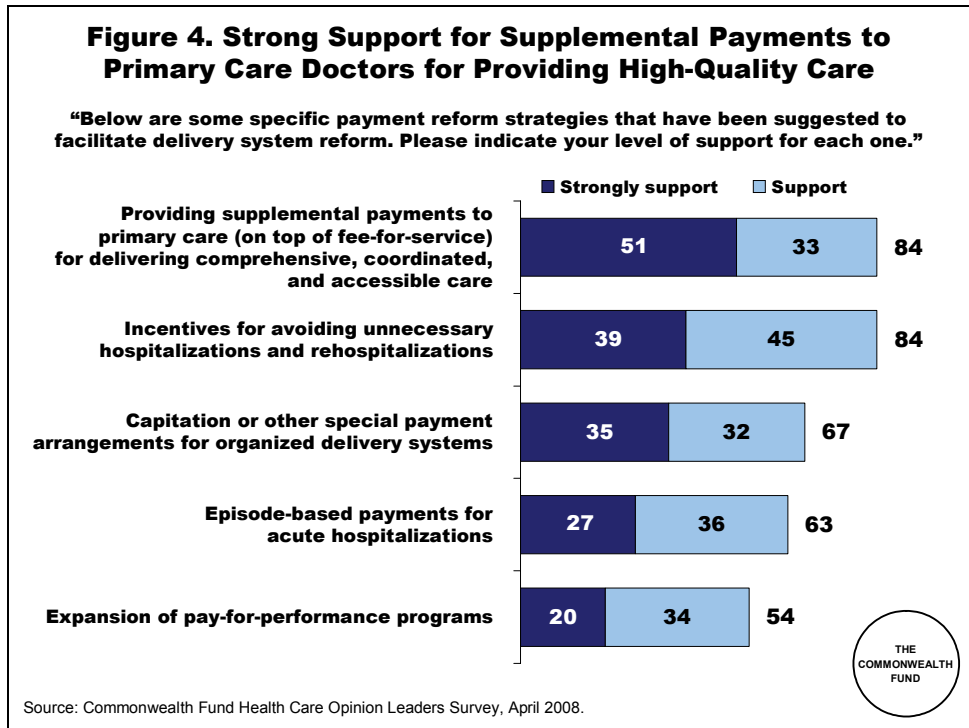 Figure 4. Strong Support for Supplemental Payments to
Primary Care Doctors for Providing High-Quality Care
“Below are some specific payment reform strategies that have been suggested to
facilitate delivery system reform. Please indicate your level of support for each one.”
Strongly support Support
Providing supplemental payments to
primary care (on top of fee-for-service)
for delivering comprehensive, coordinated,
and accessible care
51 33 84
Incentives for avoiding unnecessary
hospitalizations and rehospitalizations
39 45 84
Capitation or other special payment
arrangements for organized delivery systems
35 32 67
Episode-based payments for
acute hospitalizations
27 36 63
Expansion of pay-for-performance programs
20 34 54
THE
COMMONWEALTH
FUND
Source: Commonwealth Fund Health Care Opinion Leaders Survey, April 2008.